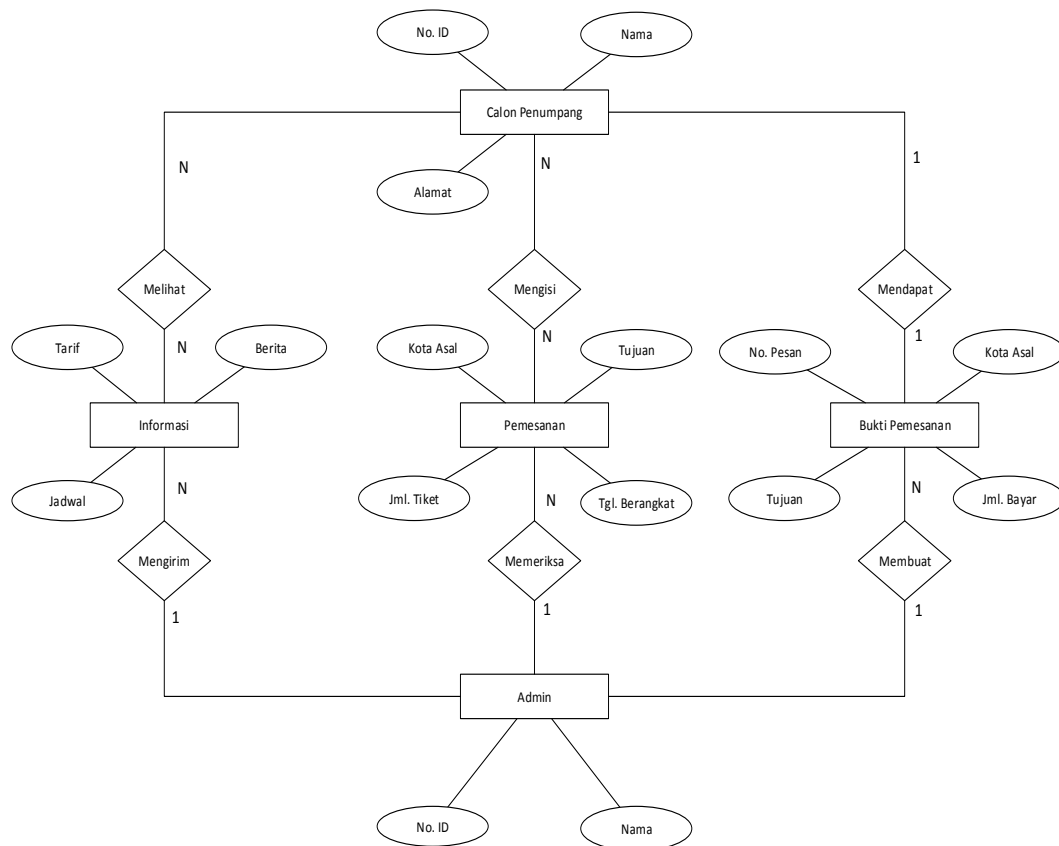 No. ID
Nama
Calon Penumpang
N
N
1
Alamat
Melihat
Mengisi
Mendapat
Tarif
N
Berita
Kota Asal
N
Tujuan
No. Pesan
1
Kota Asal
Informasi
Pemesanan
Bukti Pemesanan
Jadwal
N
Jml. Tiket
N
Tgl. Berangkat
Tujuan
N
Jml. Bayar
Mengirim
Memeriksa
Membuat
1
1
1
Admin
No. ID
Nama